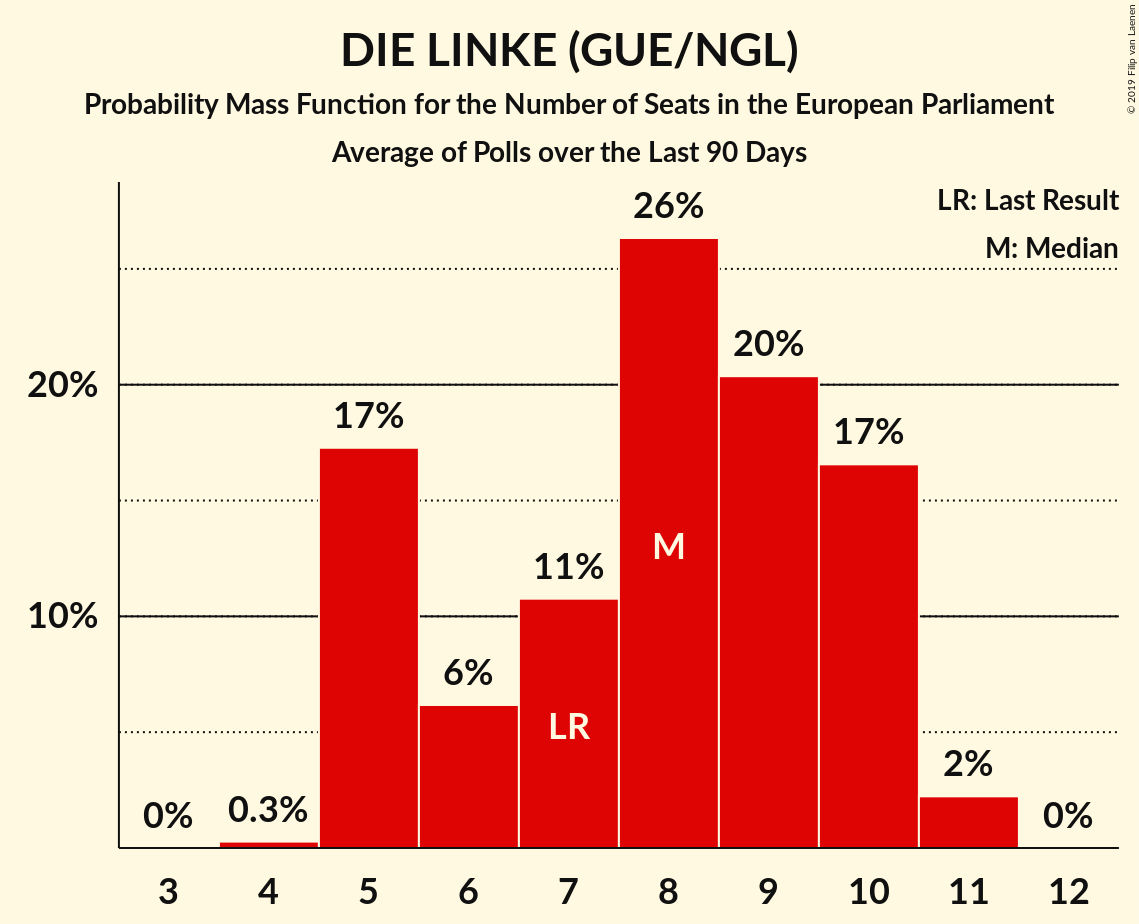 DIE LINKE (GUE/NGL)
Probability Mass Function for the Number of Seats in the European Parliament
Average of Polls over the Last 90 Days
© 2019 Filip van Laenen
LR: Last Result
M: Median
26%
20%
17%
17%
11%
6%
2%
0%
0.3%
0%
M
LR
20%
10%
3 4 5 6 7 8 9 10 11 12